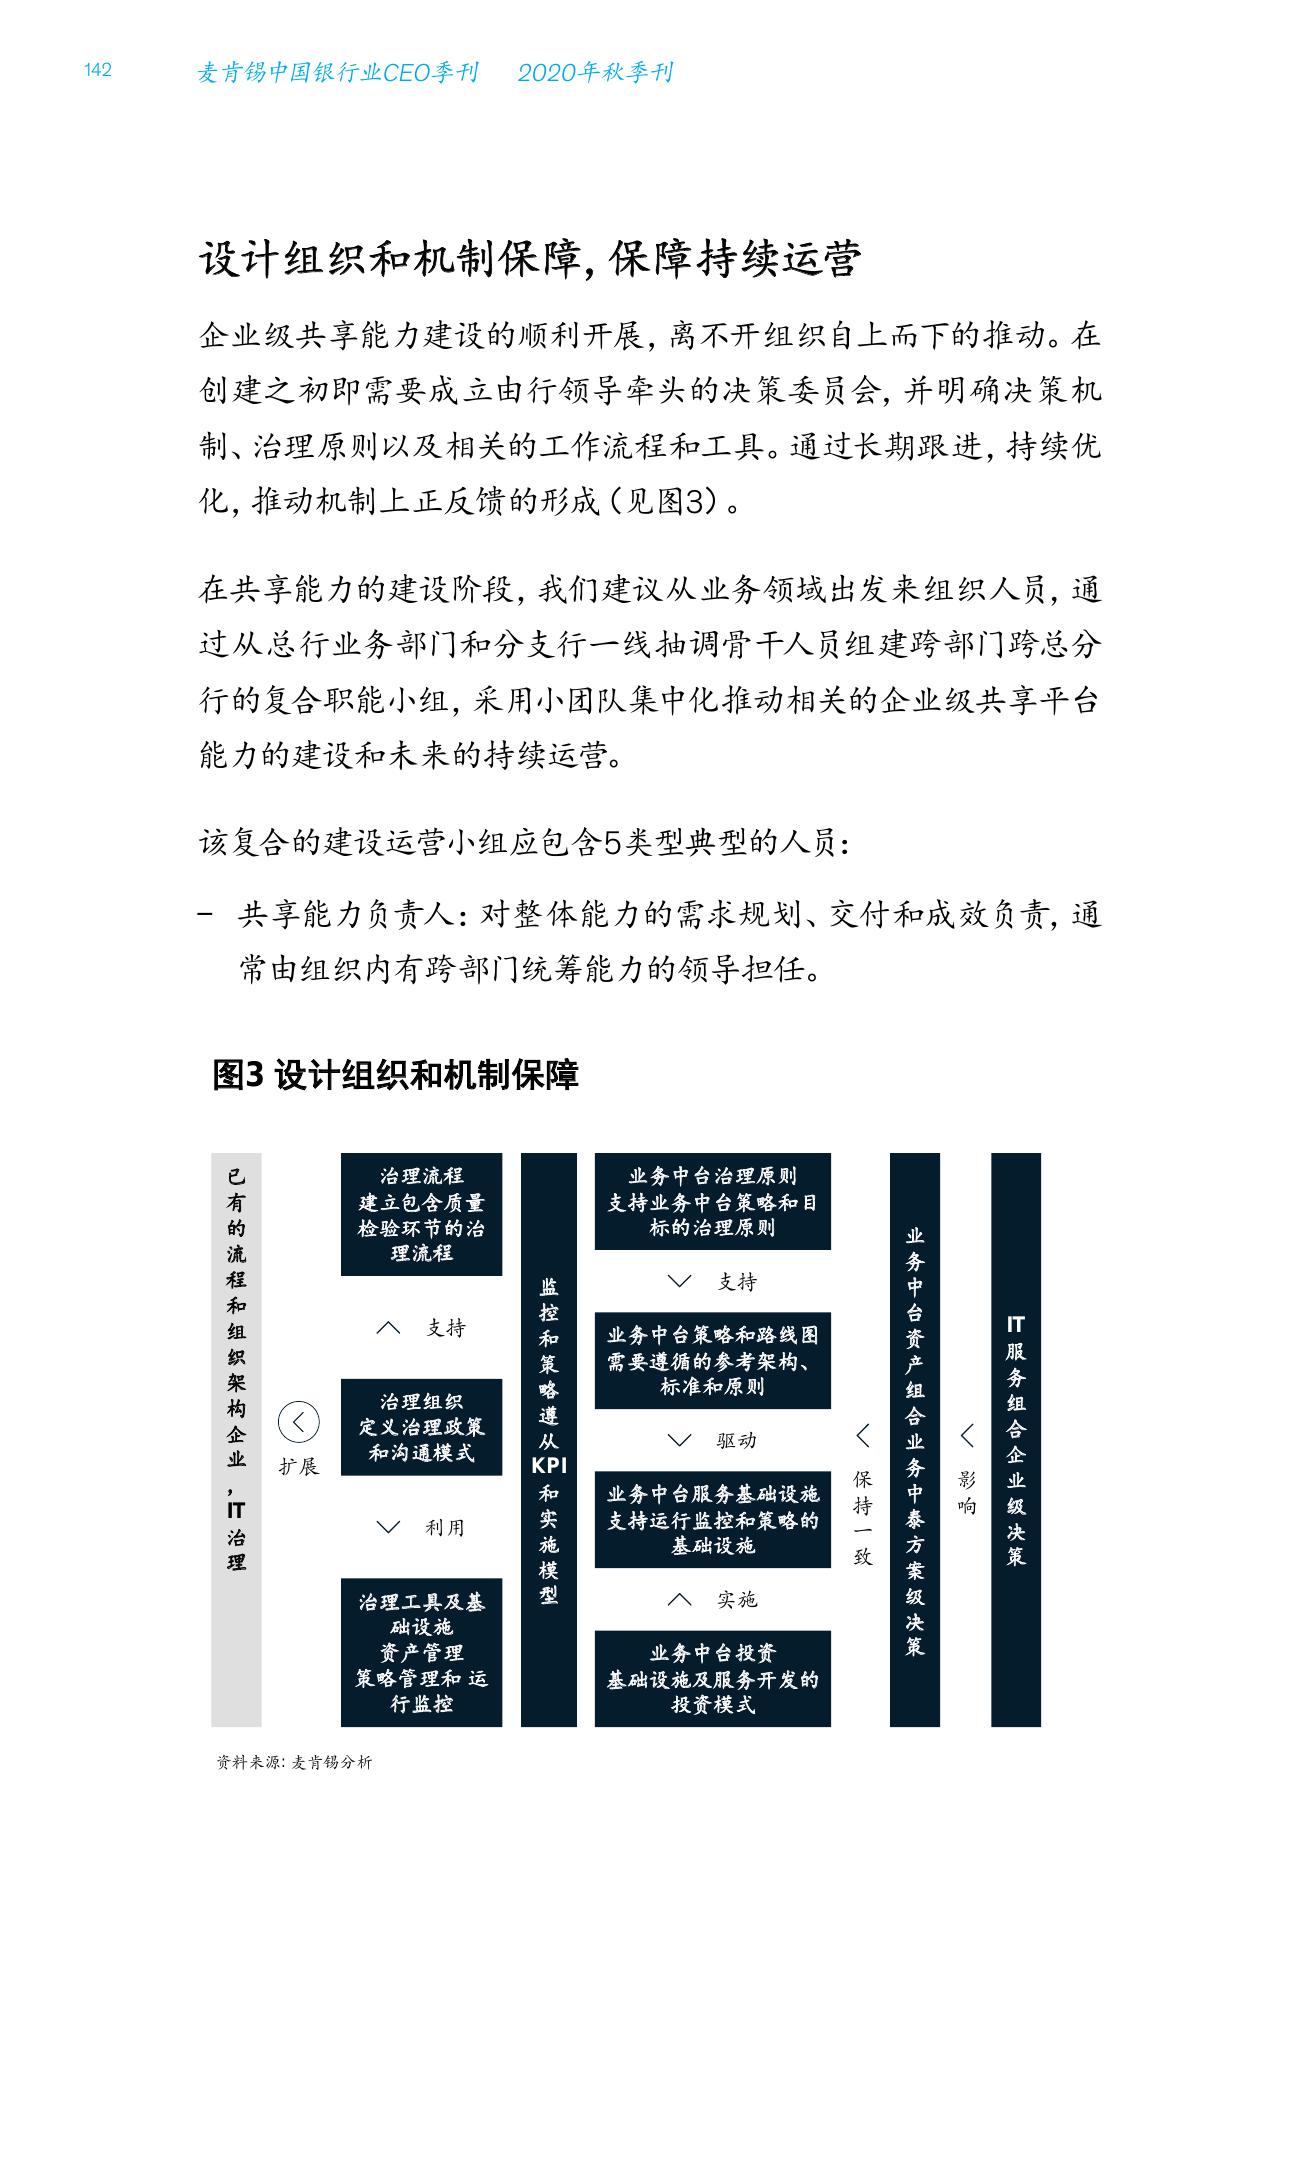 142
麦肯锡中国银行业CEO季刊 2020年秋季刊
设计组织和机制保障，保障持续运营
企业级共享能力建设的顺利开展，离不开组织自上而下的推动。在
创建之初即需要成立由行领导牵头的决策委员会，并明确决策机
制、治理原则以及相关的工作流程和工具。通过长期跟进，持续优
化，推动机制上正反馈的形成（见图3）。
在共享能力的建设阶段，我们建议从业务领域出发来组织人员，通
过从总行业务部门和分支行一线抽调骨干人员组建跨部门跨总分
行的复合职能小组，采用小团队集中化推动相关的企业级共享平台
能力的建设和未来的持续运营。
该复合的建设运营小组应包含5类型典型的人员：
– 共享能力负责人：对整体能力的需求规划、交付和成效负责，通
常由组织内有跨部门统筹能力的领导担任。
图3 设计组织和机制保障
已有的流程和组织架构企业，IT治理
扩展
治理流程
建立包含质量
检验环节的治
理流程
支持
治理组织
定义治理政策
和沟通模式
利用
治理工具及基
础设施
资产管理
策略管理和 运
行监控
监控和策略遵从KPI和实施模型
业务中台治理原则
支持业务中台策略和目
标的治理原则
支持
业务中台策略和路线图
需要遵循的参考架构、
标准和原则
驱动
业务中台服务基础设施
支持运行监控和策略的
基础设施
实施
业务中台投资
基础设施及服务开发的
投资模式
保持一致
业务中台资产组合业务中泰方案级决策
影响
IT服务组合企业级决策
资料来源：麦肯锡分析